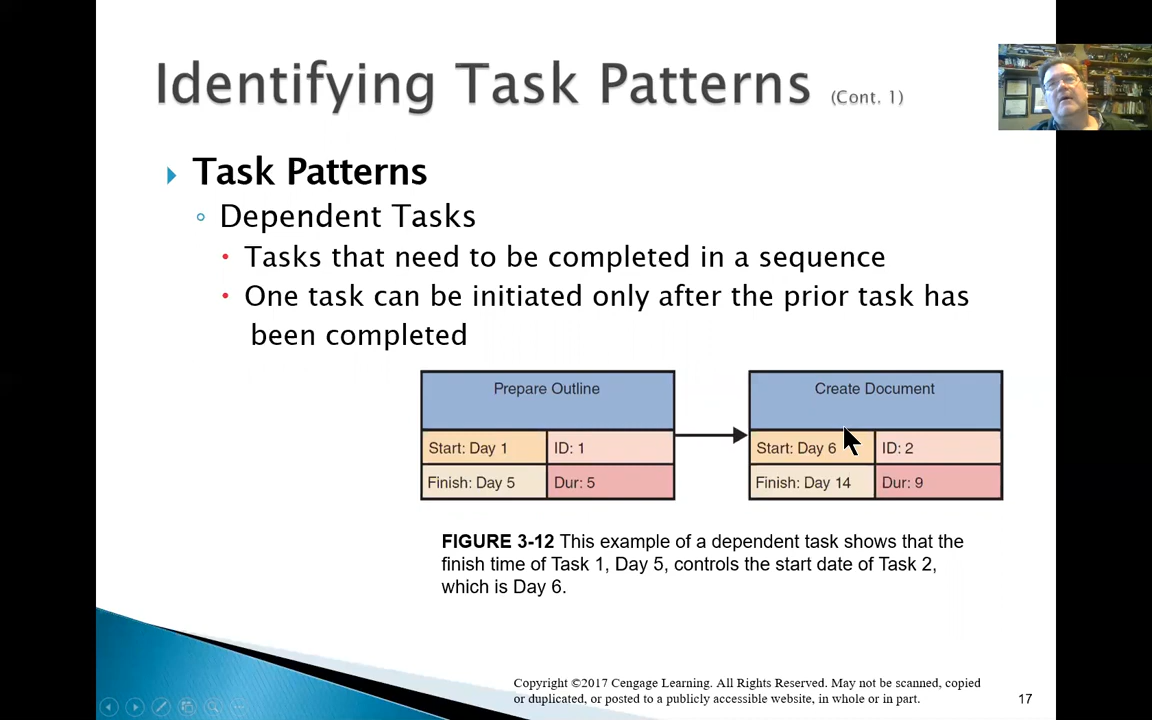 Identifying Task Patterns (Cont. 1)
Task Patterns
Dependent Tasks
Tasks that need to be completed in a sequence
One task can be initiated only after the prior task has
been completed
Prepare Outline
Start: Day 1
ID: 1
Finish: Day 5
Dur: 5
Create Document
Start: Day 6
ID: 2
Finish: Day 14
Dur: 9
FIGURE 3-12 This example of a dependent task shows that the
finish time of Task 1, Day 5, controls the start date of Task 2,
which is Day 6.
Copyright ©2017 Cengage Learning. All Rights Reserved. May not be scanned, copied
or duplicated, or posted to a publicly accessible website, in whole or in part.
17